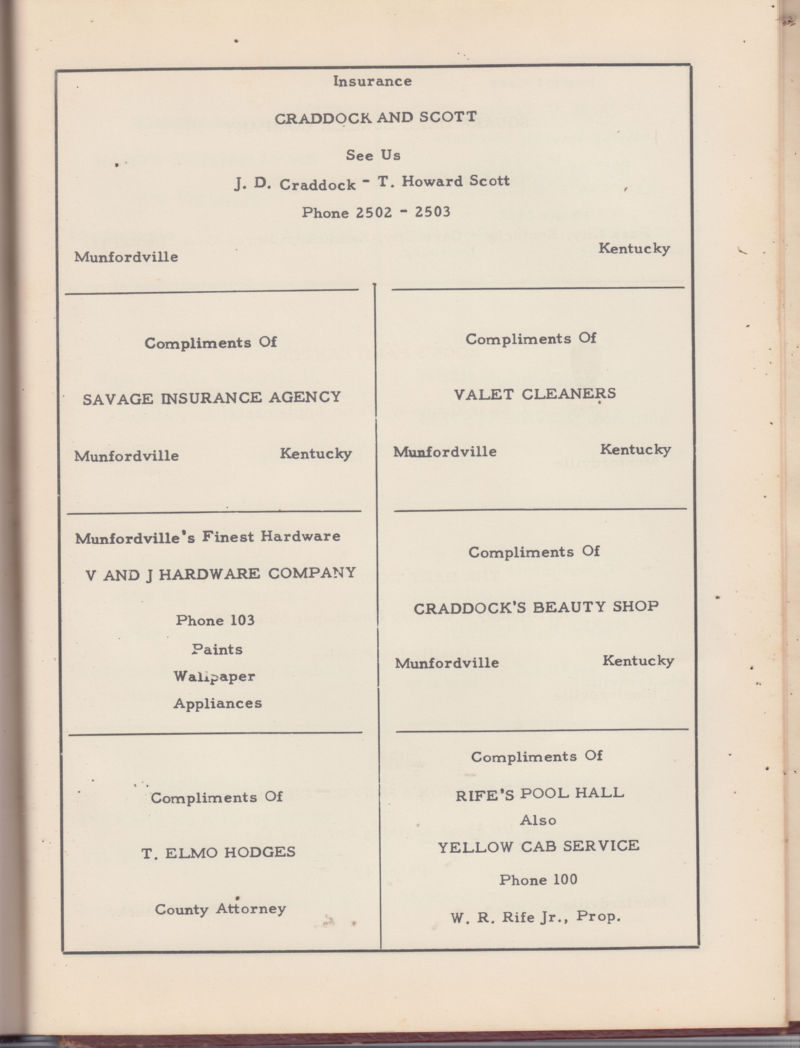 Insurance
CRADDOCK AND SCOTT
See Us
J. D. Craddock - T. Howard Scott
Phone 2502 - 2503
Munfordville Kentucky
Compliments Of
SAVAGE INSURANCE AGENCY
Munfordville Kentucky
Compliments Of
VALET CLEANERS
Munfordville Kentucky
Munfordville's Finest Hardware
V AND J HARDWARE COMPANY
Phone 103
Paints
Wallpaper
Appliances
Compliments Of
CRADDOCK'S BEAUTY SHOP
Munfordville Kentucky
Compliments Of
T. ELMO HODGES
County Attorney
Compliments Of
RIFE'S POOL HALL
Also
YELLOW CAB SERVICE
Phone 100
W. R. Rife Jr., Prop.